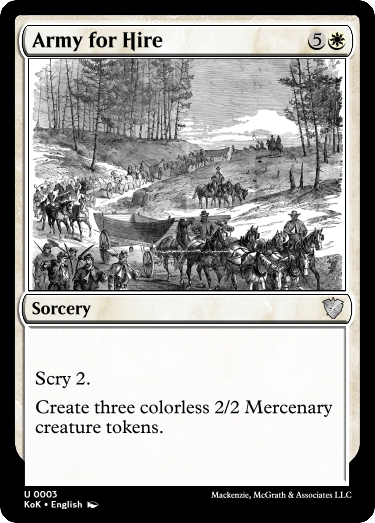 Army for Hire 5
Sorcery
Scry 2.
Create three colorless 2/2 Mercenary
creature tokens.
U 0003
KoK • English
Mackenzie, McGrath & Associates LLC